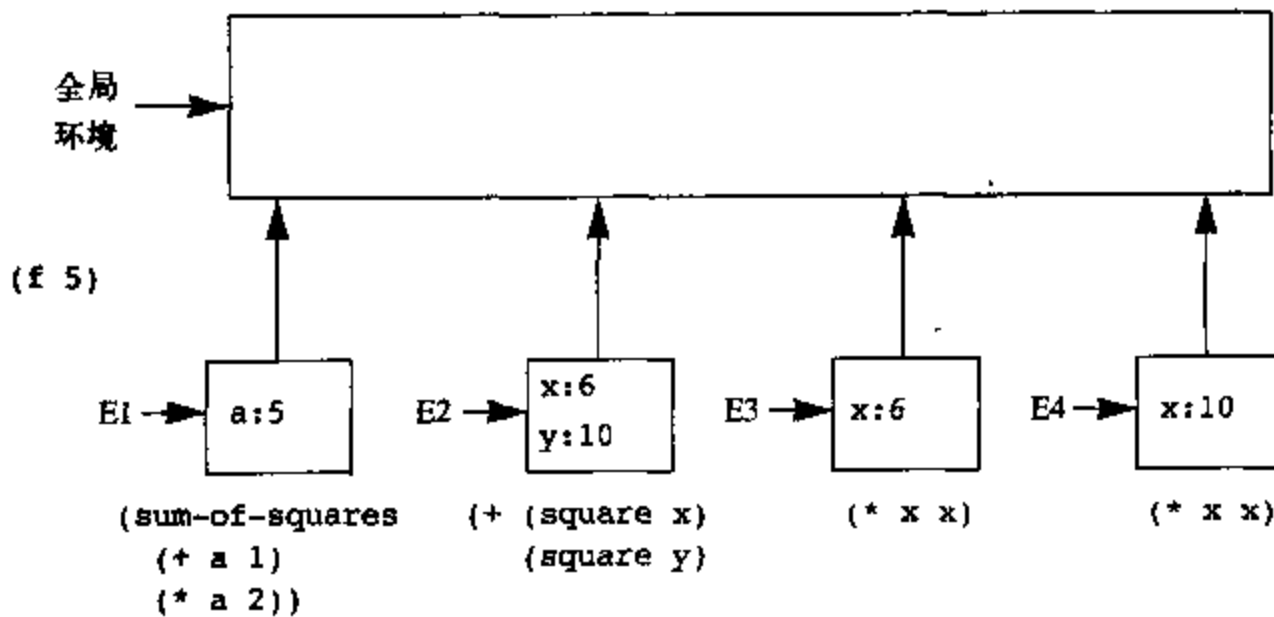 全局
环境
(f 5)
E1
a:5
E2
x:6
y:10
E3
x:6
E4
x:10
(sum-of-squares
(+ a 1)
(* a 2))
(+ (square x)
(square y)
(* x x)
(* x x)